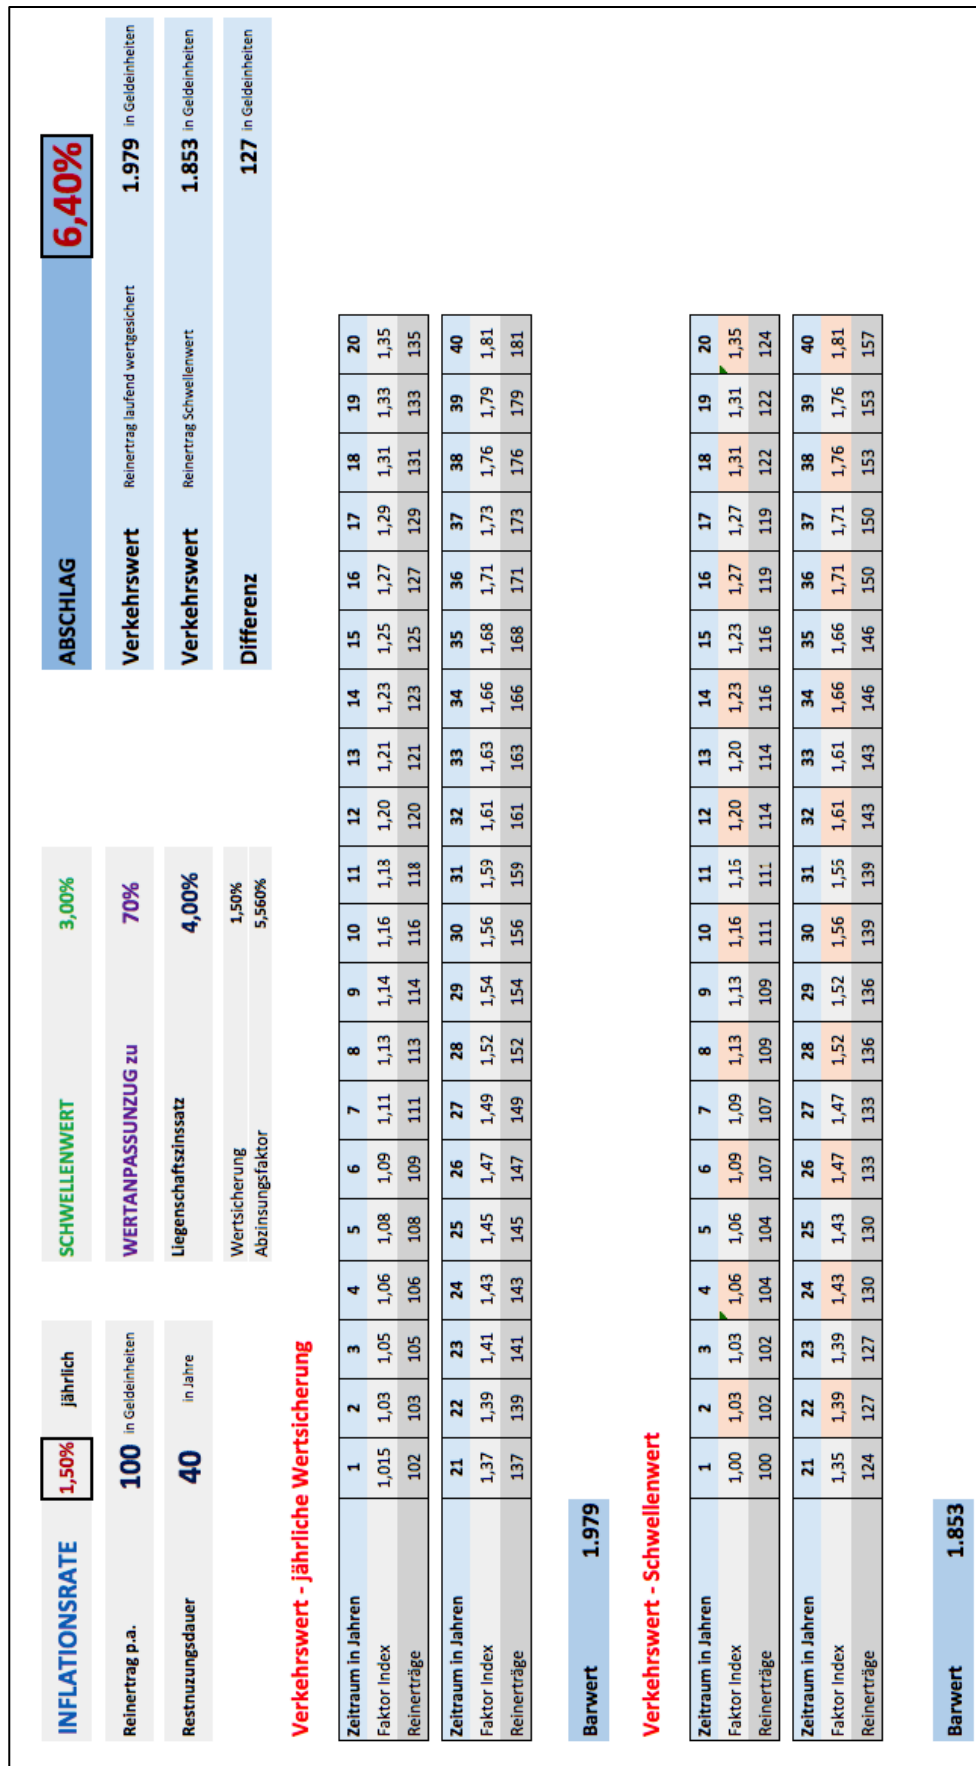 INFLATIONSRATE 1,50% jährlich SCHWELLENWERT 3,00% ABSCHLAG 6,40%
Reinertrag p.a. 100 in Geldeinheiten WERTANPASSUNZUG zu 70% Verkehrswert Reinertrag laufend wertgesichert 1.979 in Geldeinheiten
Restnuzungsdauer 40 in Jahre Liegenschaftszinssatz 4,00% Verkehrswert Reinertrag Schwellenwert 1.853 in Geldeinheiten
Wertsicherung 1,50% Differenz 127 in Geldeinheiten
Abzinsungsfaktor 5,560%
Verkehrswert - jährliche Wertsicherung
Zeitraum in Jahren 1 2 3 4 5 6 7 8 9 10 11 12 13 14 15 16 17 18 19 20
Faktor Index 1,015 1,03 1,05 1,06 1,08 1,09 1,11 1,13 1,14 1,16 1,18 1,20 1,21 1,23 1,25 1,27 1,29 1,31 1,33 1,35
Reinerträge 102 103 105 106 108 109 111 113 114 116 118 120 121 123 125 127 129 131 133 135
Zeitraum in Jahren 21 22 23 24 25 26 27 28 29 30 31 32 33 34 35 36 37 38 39 40
Faktor Index 1,37 1,39 1,41 1,43 1,45 1,47 1,49 1,52 1,54 1,56 1,59 1,61 1,63 1,66 1,68 1,71 1,73 1,76 1,79 1,81
Reinerträge 137 139 141 143 145 147 149 152 154 156 159 161 163 166 168 171 173 176 179 181
Barwert 1.979
Verkehrswert - Schwellenwert
Zeitraum in Jahren 1 2 3 4 5 6 7 8 9 10 11 12 13 14 15 16 17 18 19 20
Faktor Index 1,00 1,03 1,03 1,06 1,06 1,09 1,09 1,13 1,13 1,16 1,16 1,20 1,20 1,23 1,23 1,27 1,27 1,31 1,31 1,35
Reinerträge 100 102 102 104 104 107 107 109 109 111 111 114 114 116 116 119 119 122 122 124
Zeitraum in Jahren 21 22 23 24 25 26 27 28 29 30 31 32 33 34 35 36 37 38 39 40
Faktor Index 1,35 1,39 1,39 1,43 1,43 1,47 1,47 1,52 1,52 1,56 1,56 1,61 1,61 1,66 1,66 1,71 1,71 1,76 1,76 1,81
Reinerträge 124 127 127 130 130 133 133 136 136 139 139 143 143 146 146 150 150 153 153 157
Barwert 1.853